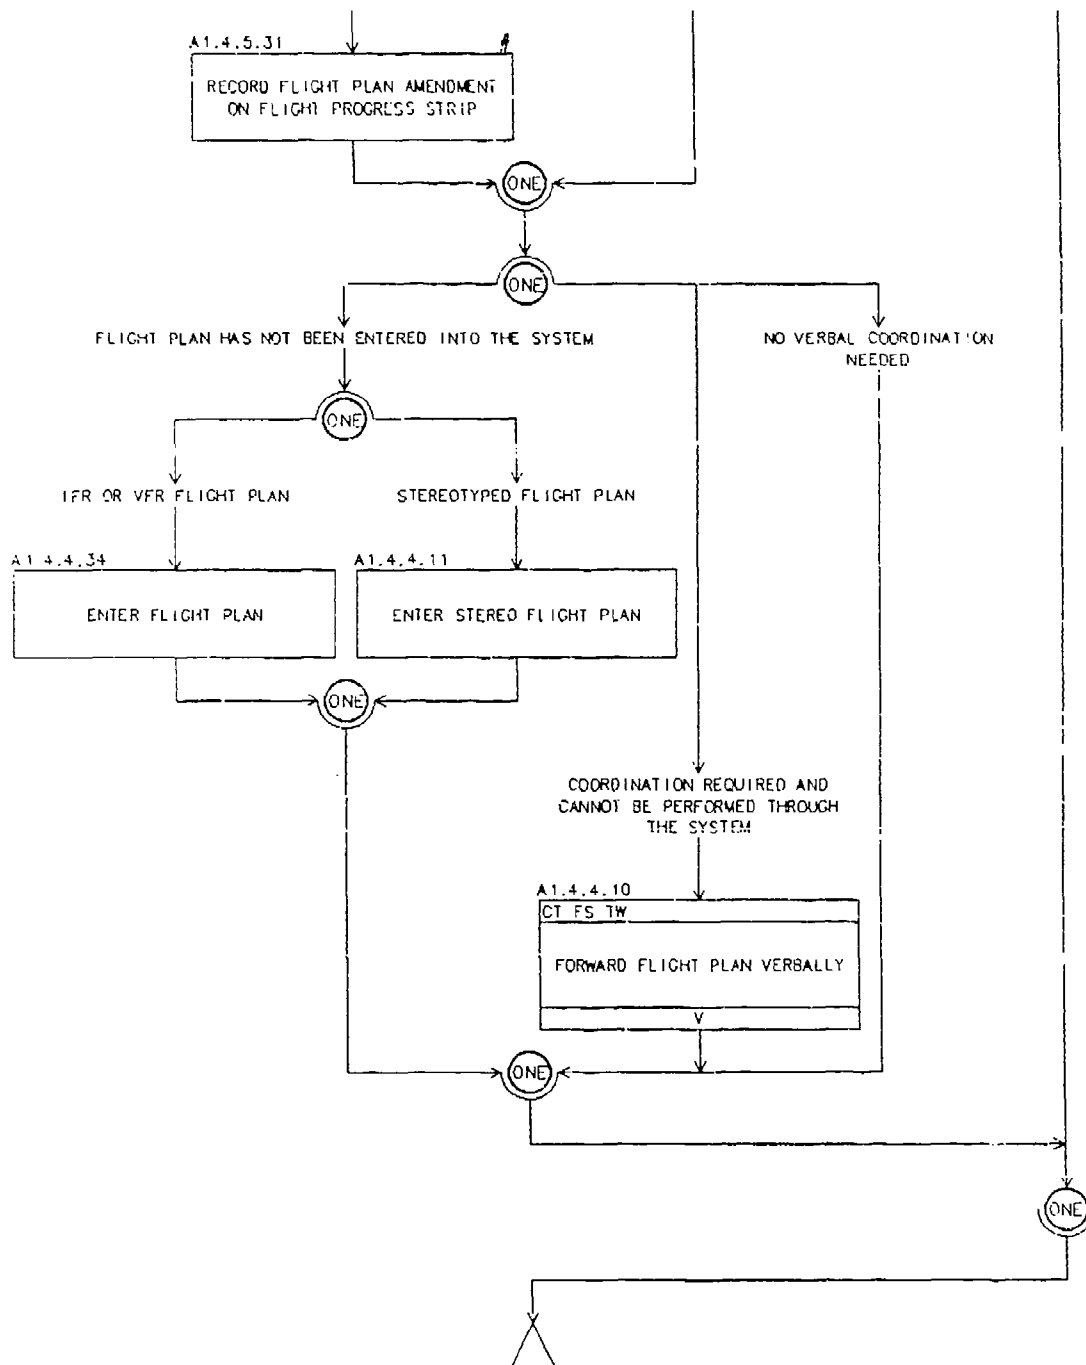 A1.4.5.31
RECORD FLIGHT PLAN AMENDMENT
ON FLIGHT PROGRESS STRIP
ONE
ONE
FLIGHT PLAN HAS NOT BEEN ENTERED INTO THE SYSTEM
NO VERBAL COORDINATION
NEEDED
ONE
IFR OR VFR FLIGHT PLAN
STEREOTYPED FLIGHT PLAN
A1.4.4.34
A1.4.4.11
ENTER FLIGHT PLAN
ENTER STEREO FLIGHT PLAN
ONE
COORDINATION REQUIRED AND
CANNOT BE PERFORMED THROUGH
THE SYSTEM
A1.4.4.10
CT FS TW
FORWARD FLIGHT PLAN VERBALLY
V
ONE
ONE